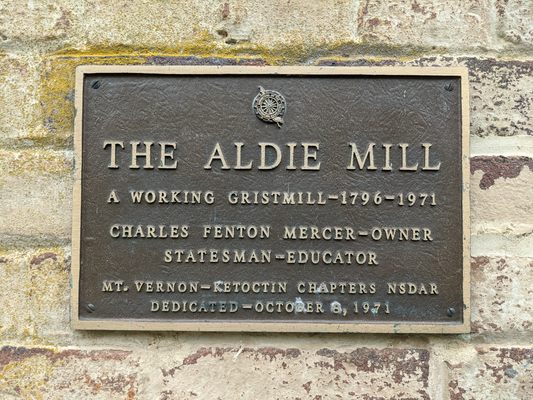 THE ALDIE MILL
A WORKING GRISTMILL-1796-1971
CHARLES FENTON MERCER-OWNER
STATESMAN-EDUCATOR
MT. VERNON-KETOCTIN CHAPTERS NSDAR
DEDICATED-OCTOBER 8, 1971